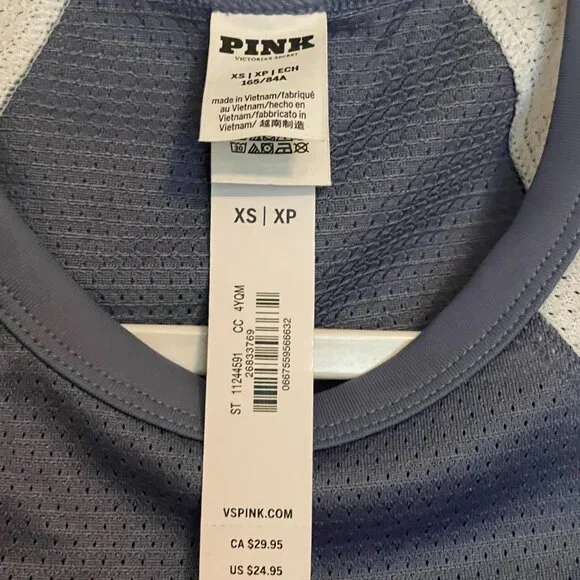 PINK
VICTORIA'S SECRET
XS | XP | ECH
165/84A
made in Vietnam/fabriqué
au Vietnam/hecho en
Vietnam/fabbricato in
Vietnam/ 越南制造
30
XS | XP
ST 11244591 CC 4YQM
26833769
0667559566632
VSPINK.COM
CA $29.95
US $24.95